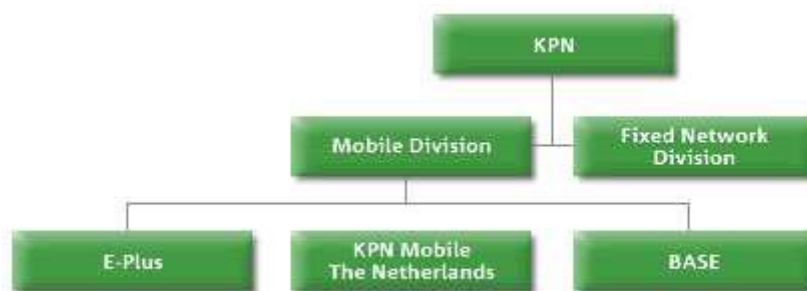 KPN
Mobile Division
Fixed Network
Division
E-Plus
KPN Mobile
The Netherlands
BASE